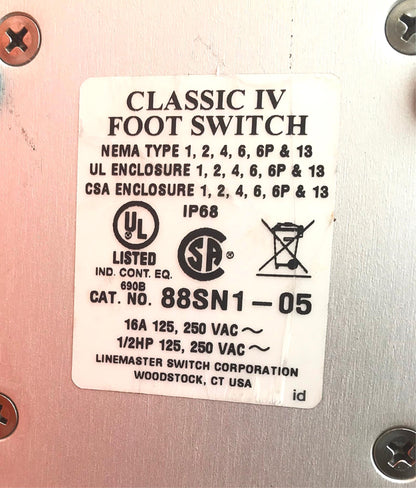 CLASSIC IV
FOOT SWITCH
NEMA TYPE 1, 2, 4, 6, 6P & 13
UL ENCLOSURE 1, 2, 4, 6, 6P & 13
CSA ENCLOSURE 1, 2, 4, 6, 6P & 13
IP68
UL
LISTED
IND. CONT. EQ.
690B
SA
CAT. NO. 88SN1-05
16A 125, 250 VAC ~
1/2HP 125, 250 VAC ~
LINEMASTER SWITCH CORPORATION
WOODSTOCK, CT USA
id